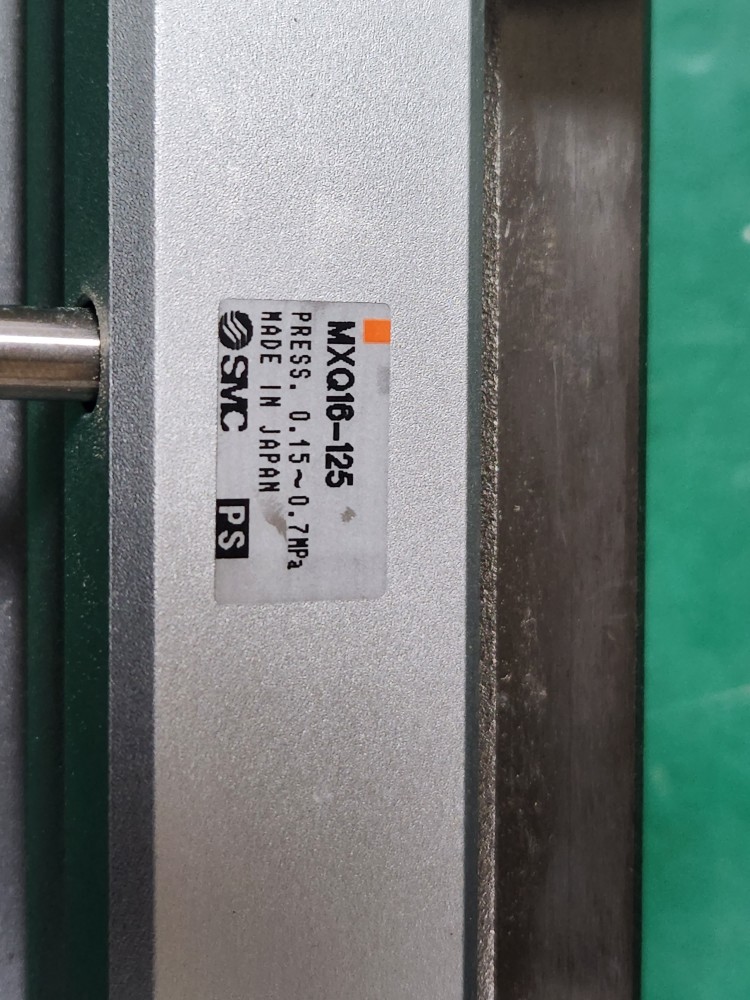 MXQ16-125
PRESS. 0.15~0.7MPa
MADE IN JAPAN
SMC PS